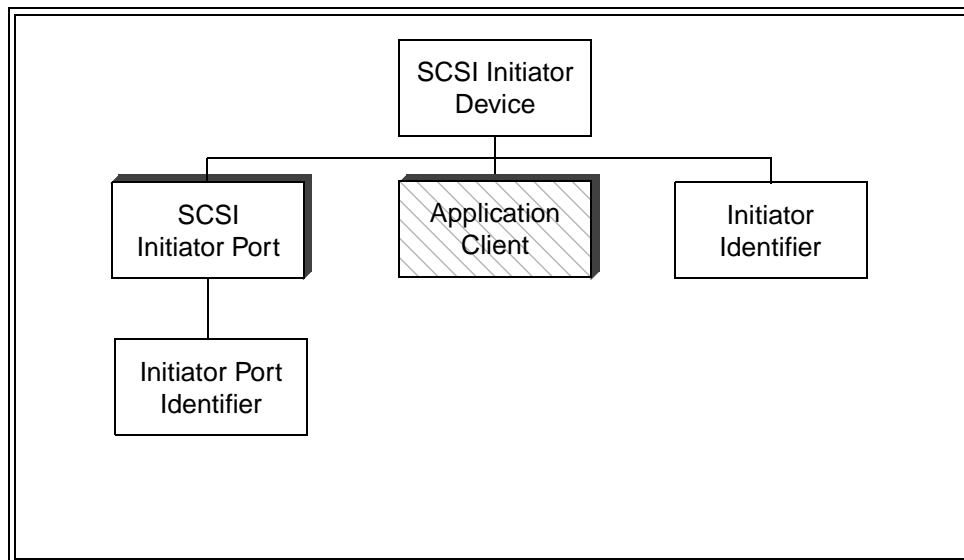 SCSI Initiator
Device
SCSI
Initiator Port
Application
Client
Initiator
Identifier
Initiator Port
Identifier